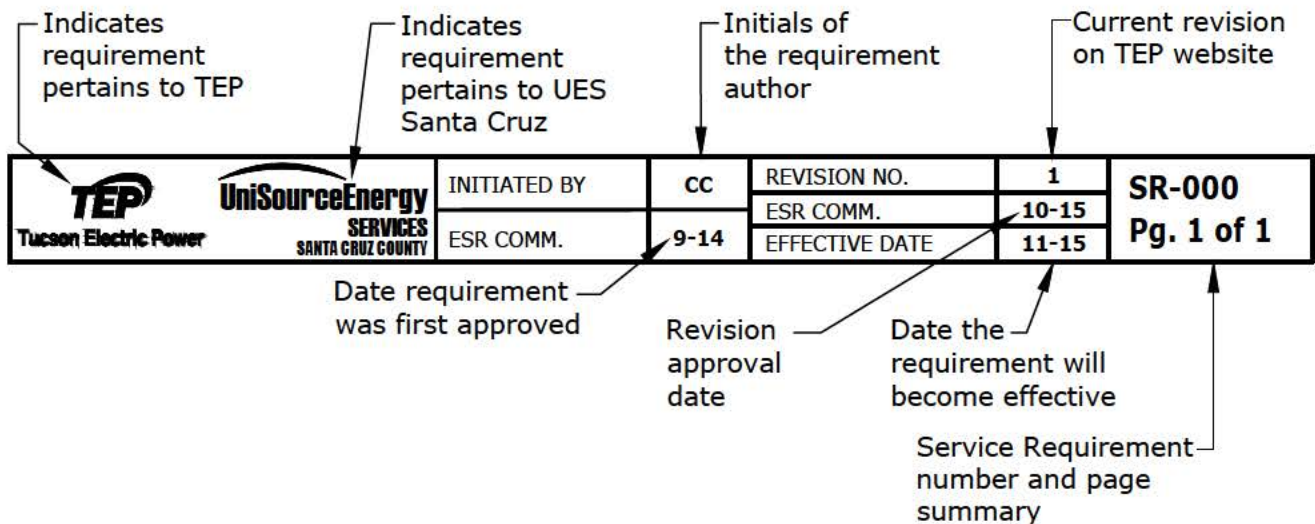 Indicates
requirement
pertains to TEP
Indicates
requirement
pertains to UES
Santa Cruz
Initials of
the requirement
author
Current revision
on TEP website
TEP
Tucson Electric Power
UniSourceEnergy
SERVICES
SANTA CRUZ COUNTY
INITIATED BY
CC
ESR COMM.
9-14
REVISION NO.
1
ESR COMM.
10-15
EFFECTIVE DATE
11-15
SR-000
Pg. 1 of 1
Date requirement
was first approved
Revision
approval
date
Date the
requirement will
become effective
Service Requirement
number and page
summary